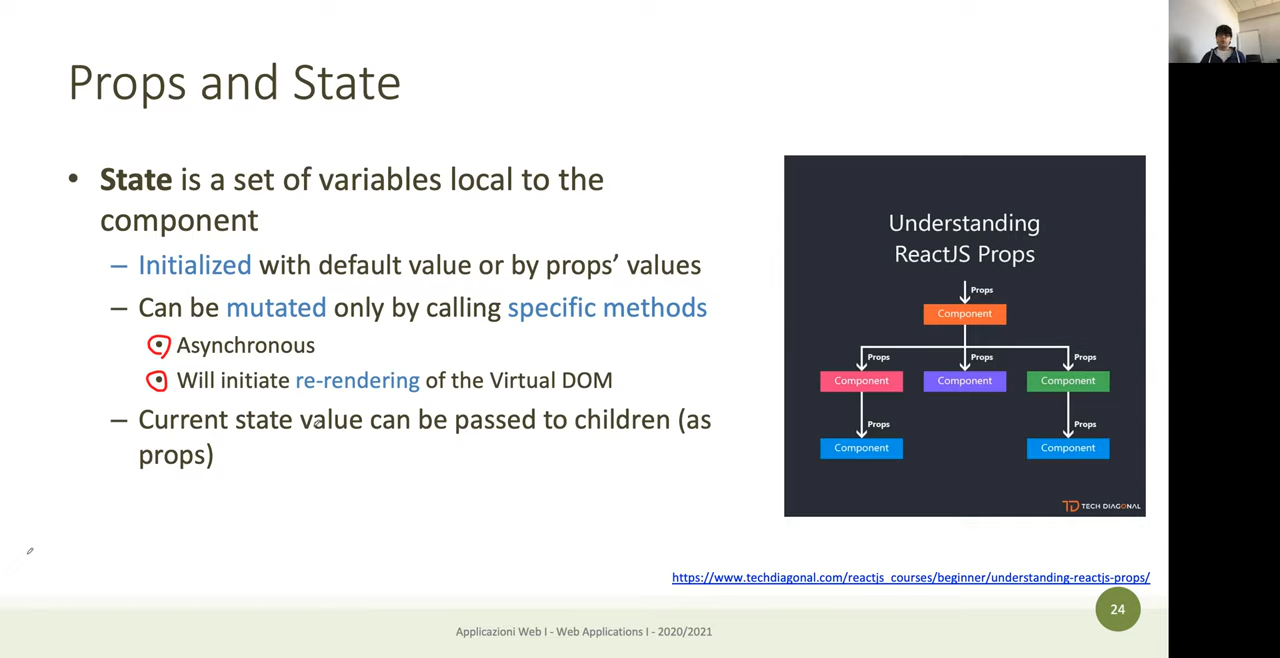 Props and State
• State is a set of variables local to the
component
– Initialized with default value or by props’ values
– Can be mutated only by calling specific methods
• Asynchronous
• Will initiate re-rendering of the Virtual DOM
– Current state value can be passed to children (as
props)
Understanding
ReactJS Props
Props
Component
Props Props Props
Component Component Component
Props Props
Component Component
TD TECH DIAGONAL
https://www.techdiagonal.com/reactjs_courses/beginner/understanding-reactjs-props/
24
Applicazioni Web I - Web Applications I - 2020/2021